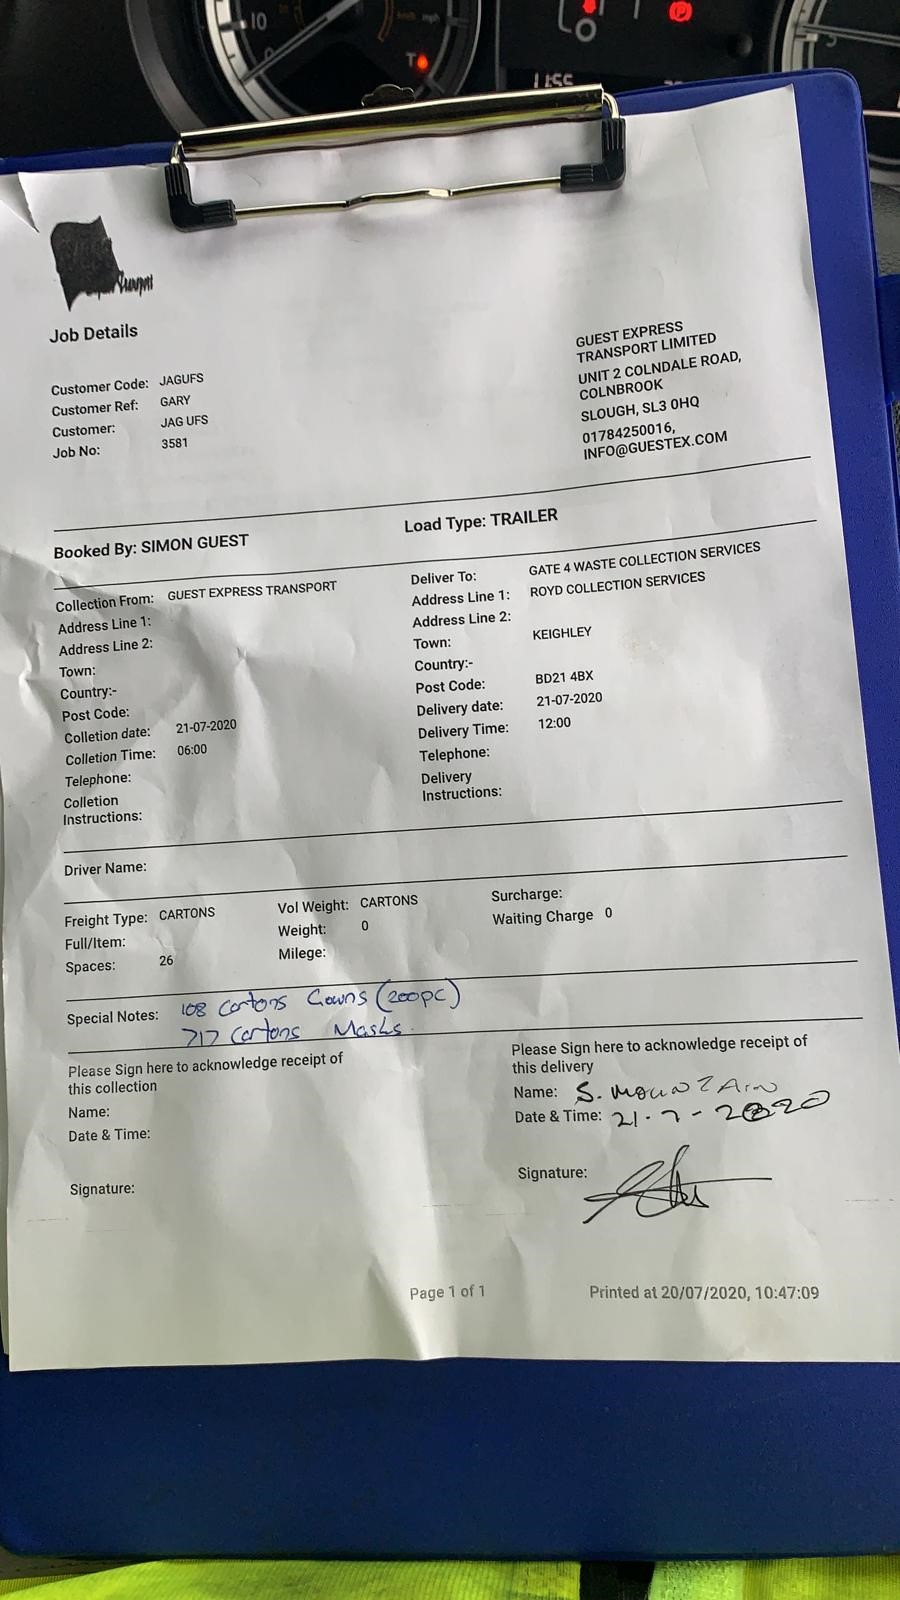 10
km/h mph
T
1155
Job Details
Customer Code: JAGUFS
Customer Ref: GARY
Customer: JAG UFS
Job No: 3581
GUEST EXPRESS
TRANSPORT LIMITED
UNIT 2 COLNDALE ROAD,
COLNBROOK
SLOUGH, SL3 0HQ
01784250016,
INFO@GUESTEX.COM
Booked By: SIMON GUEST
Load Type: TRAILER
Collection From: GUEST EXPRESS TRANSPORT
Address Line 1:
Address Line 2:
Town:
Country:-
Post Code:
Colletion date: 21-07-2020
Colletion Time: 06:00
Telephone:
Colletion
Instructions:
Deliver To: GATE 4 WASTE COLLECTION SERVICES
Address Line 1: ROYD COLLECTION SERVICES
Address Line 2:
Town: KEIGHLEY
Country:-
Post Code: BD21 4BX
Delivery date: 21-07-2020
Delivery Time: 12:00
Telephone:
Delivery
Instructions:
Driver Name:
Freight Type: CARTONS
Full/Item:
Spaces: 26
Vol Weight: CARTONS
Weight: 0
Milege:
Surcharge:
Waiting Charge 0
Special Notes: 108 Cartons Gowns (200pc)
717 Cartons Masks.
Please Sign here to acknowledge receipt of
this collection
Name:
Date & Time:
Signature:
Please Sign here to acknowledge receipt of
this delivery
Name: S. MOUNTAIN
Date & Time: 21-7-2020
Signature:
Page 1 of 1
Printed at 20/07/2020, 10:47:09